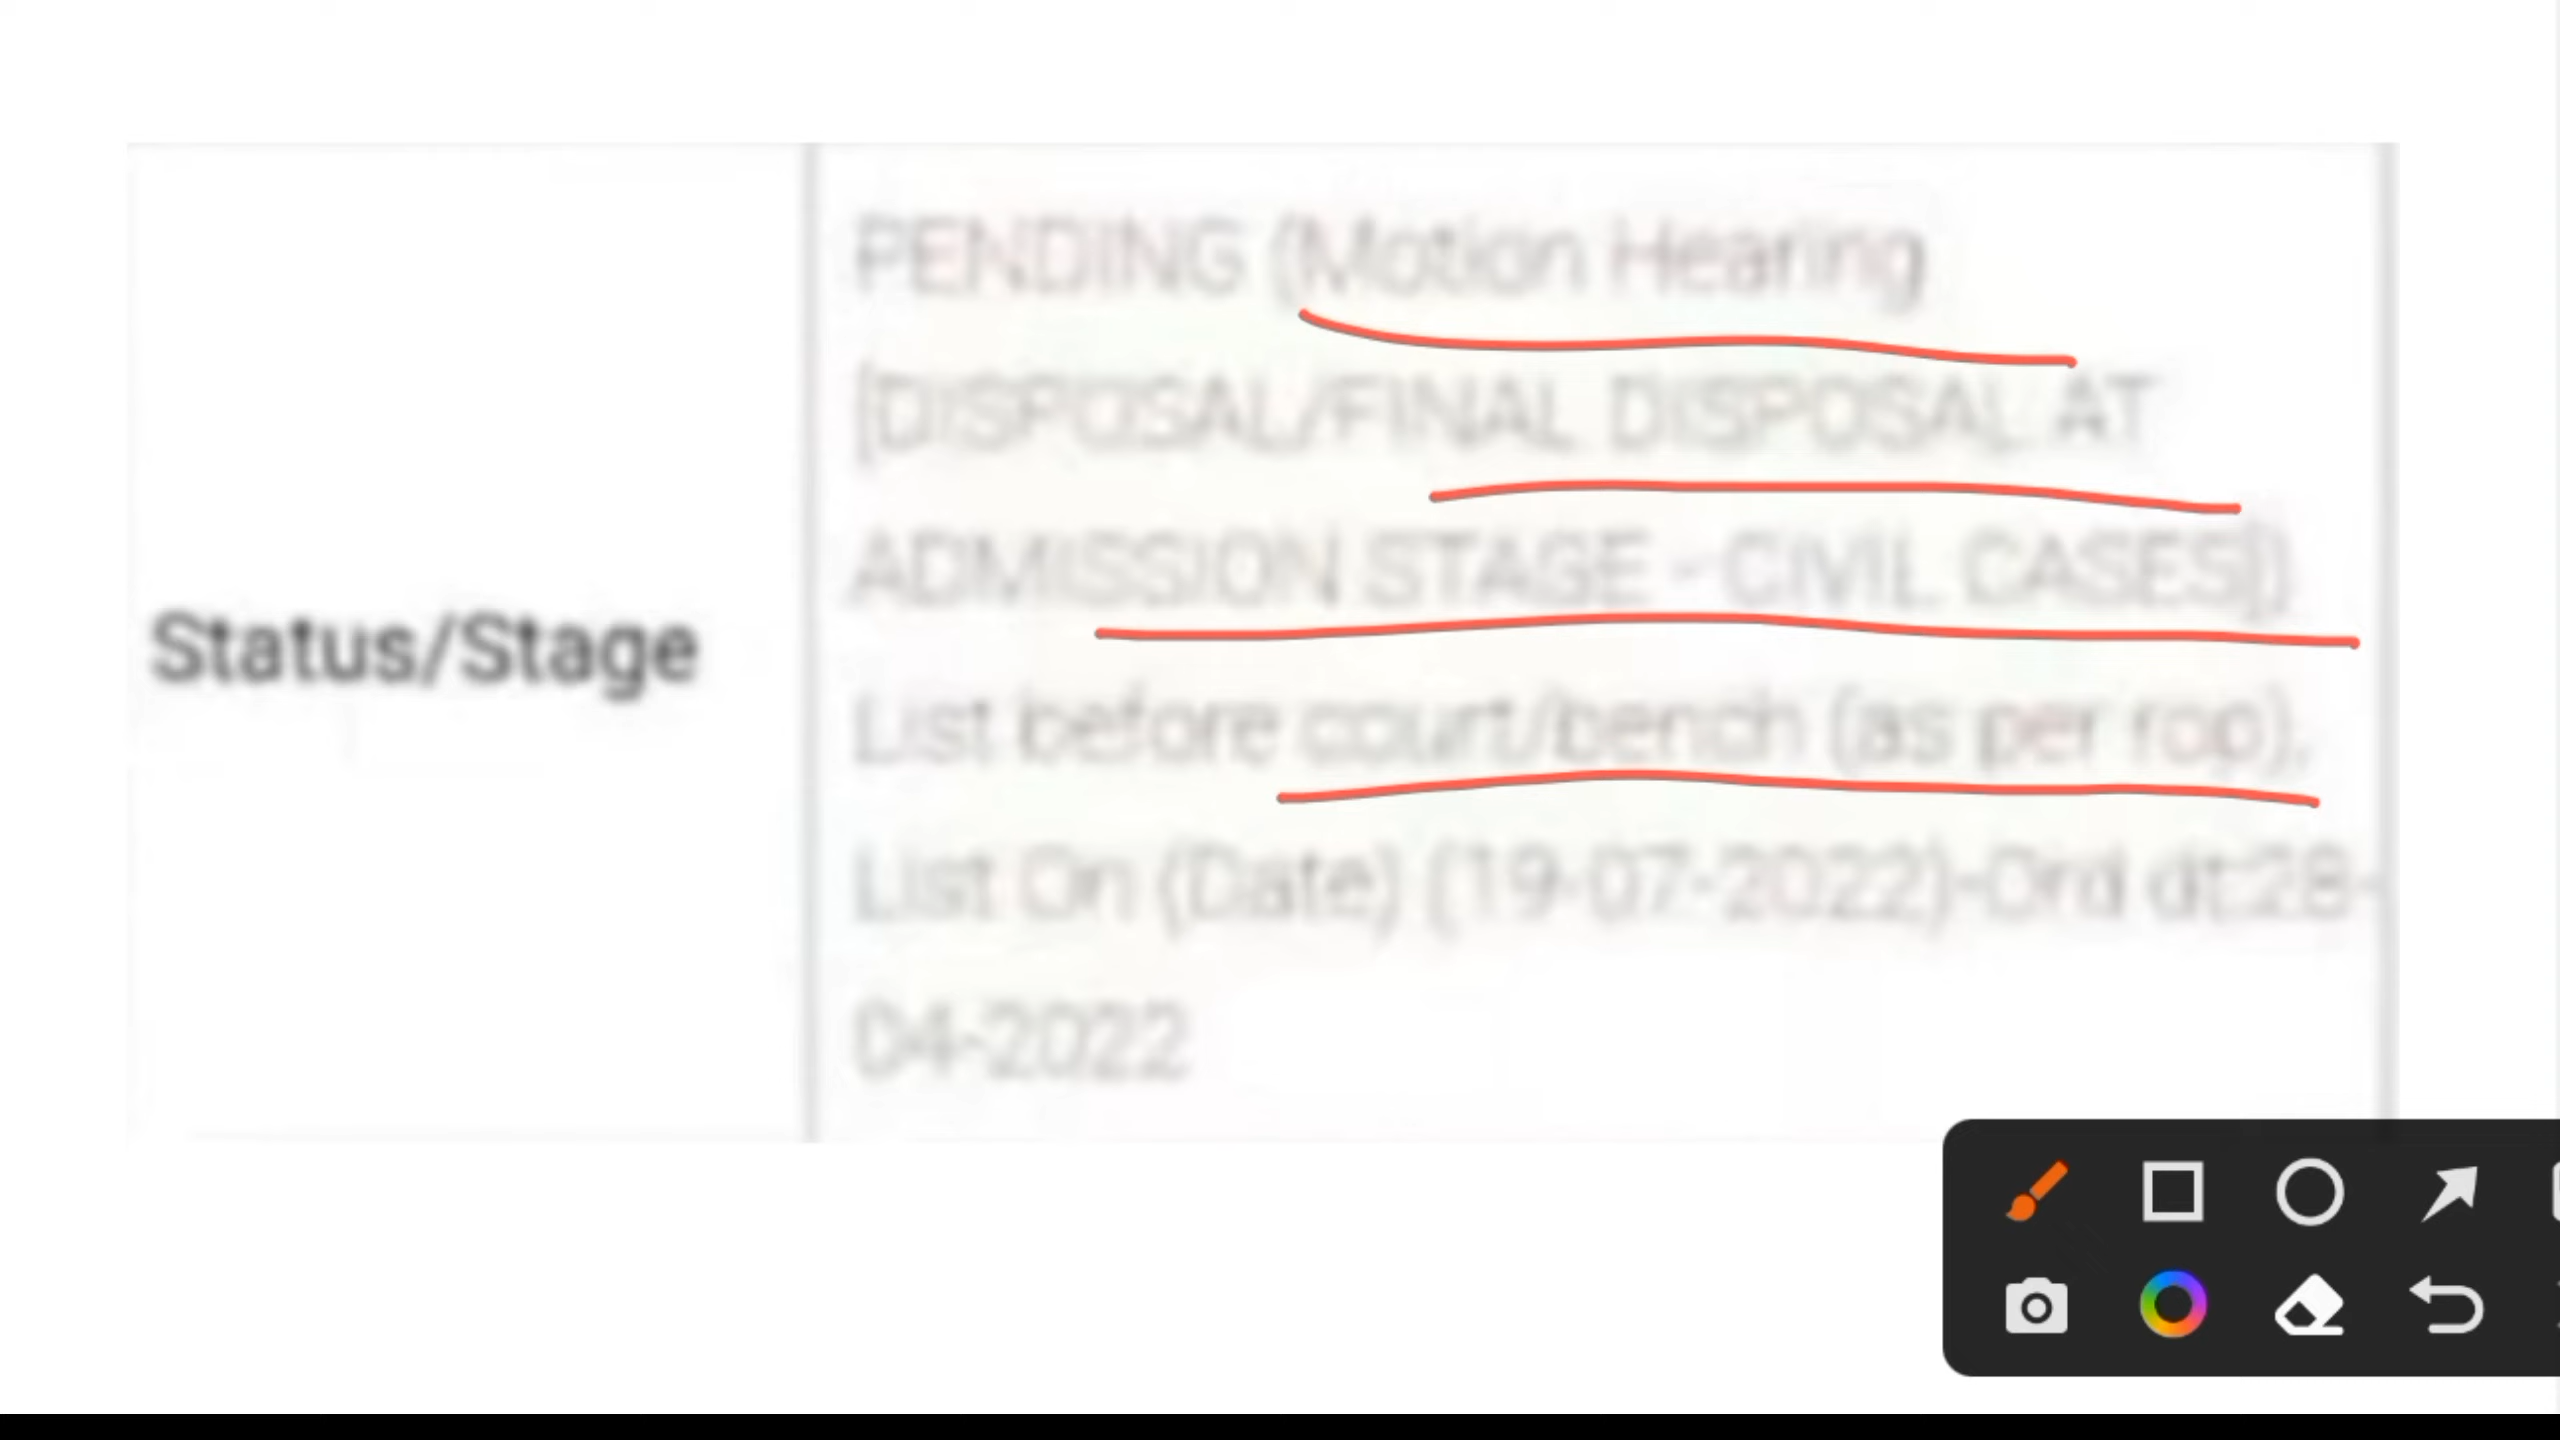 Status/Stage
PENDING (Motion Hearing
[DISPOSAL/FINAL DISPOSAL AT
ADMISSION STAGE - CIVIL CASES])
List before court/bench (as per rop),
List On (Date) (19-07-2022)-Ord dt:28-
04-2022